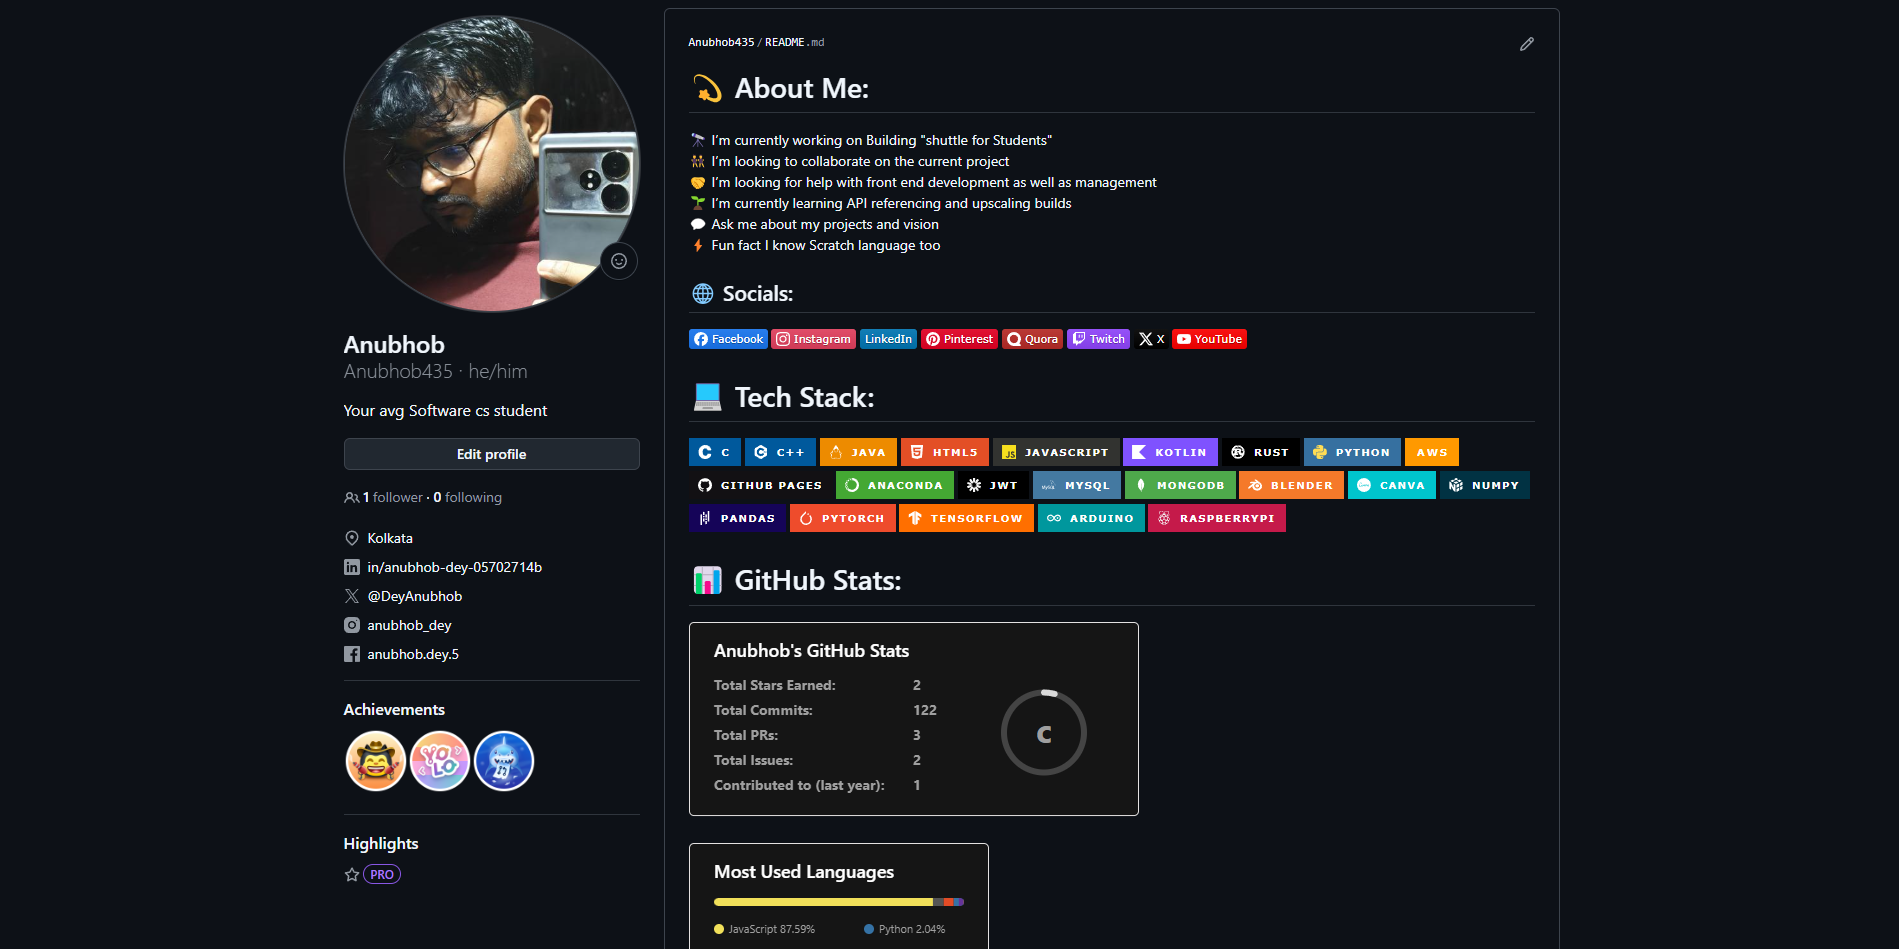 Anubhob435/README.md
About Me:
I'm currently working on Building "shuttle for Students"
I'm looking to collaborate on the current project
I'm looking for help with front end development as well as management
I'm currently learning API referencing and upscaling builds
Ask me about my projects and vision
Fun fact I know Scratch language too
Socials:
Facebook Instagram LinkedIn Pinterest Quora Twitch X YouTube
Tech Stack:
C C++ JAVA HTML5 JS JAVASCRIPT KOTLIN RUST PYTHON AWS
GITHUB PAGES ANACONDA JWT MYSQL MONGODB BLENDER CANVA NUMPY
PANDAS PYTORCH TENSORFLOW ARDUINO RASPBERRYPI
GitHub Stats:
Anubhob's GitHub Stats
Total Stars Earned: 2
Total Commits: 122
Total PRs: 3
Total Issues: 2
Contributed to (last year): 1
C
Most Used Languages
JavaScript 87.59% Python 2.04%
Anubhob
Anubhob435 · he/him
Your avg Software cs student
Edit profile
1 follower · 0 following
Kolkata
in/anubhob-dey-05702714b
@DeyAnubhob
anubhob_dey
anubhob.dey.5
Achievements
YOLO
Highlights
PRO